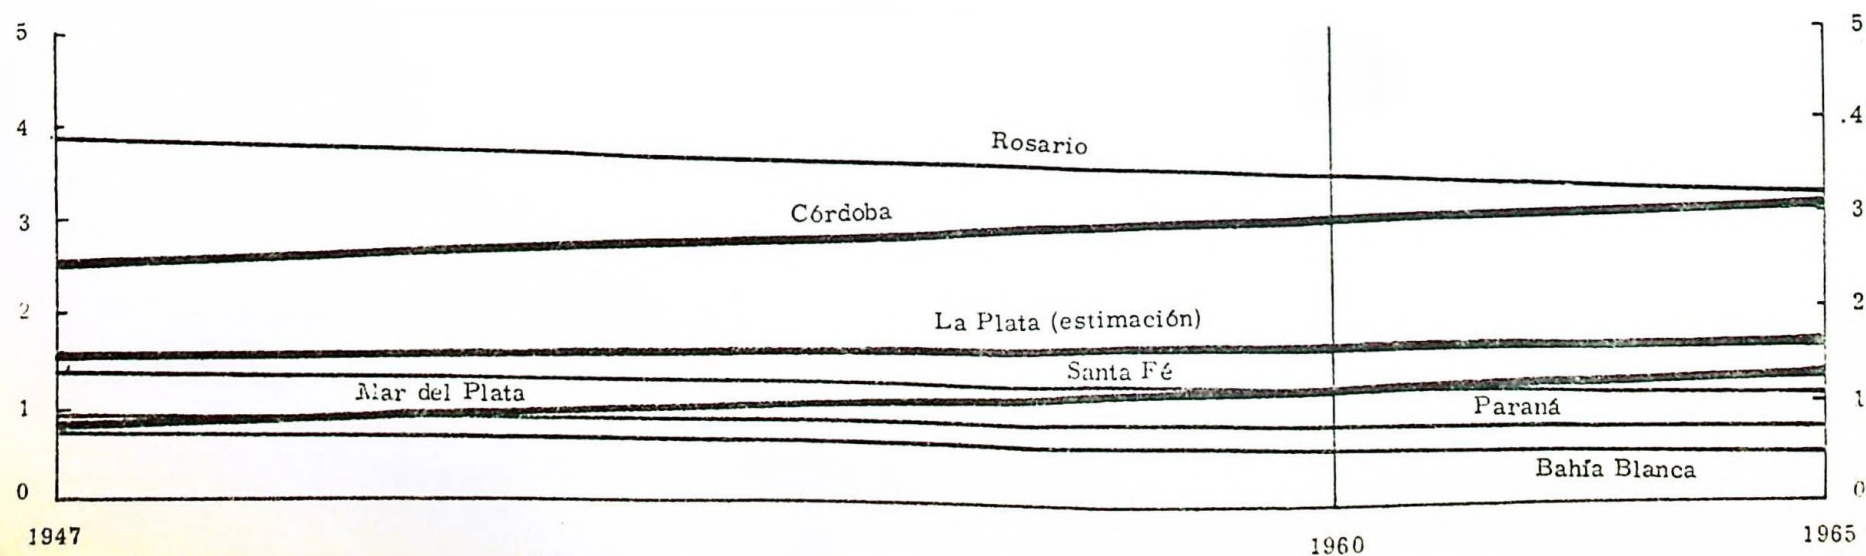 5
5
4
.4
Rosario
Córdoba
3
3
2
2
La Plata (estimación)
Santa Fé
Mar del Plata
1
1
Paraná
Bahía Blanca
0
0
1947
1960
1965